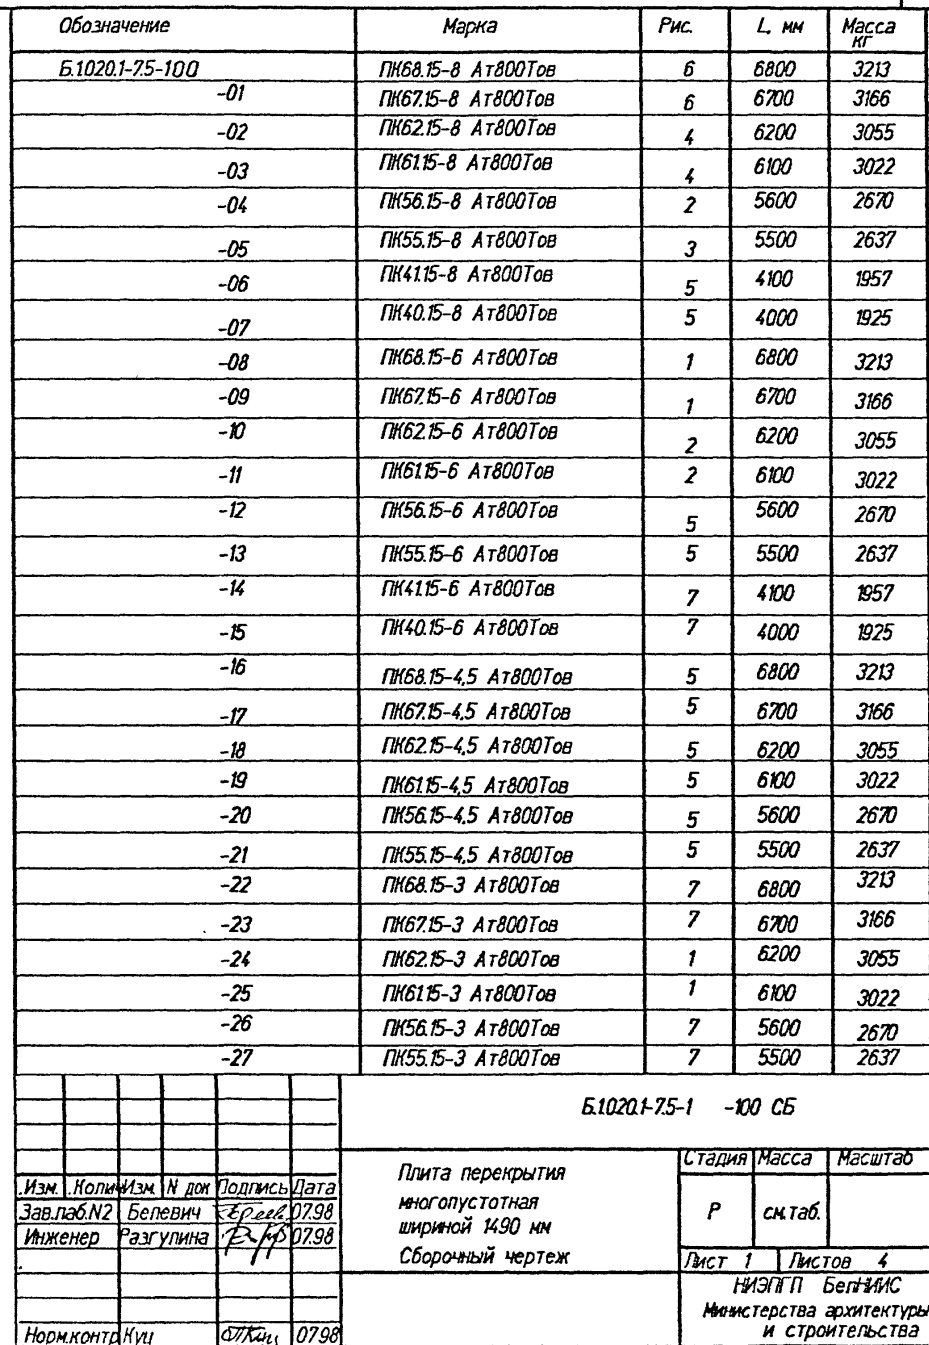 Обозначение Марка Рис. L, мм Масса кг
Б.1020.1-7.5-100 ПК68.15-8 Ат800Тов 6 6800 3213
-01 ПК67.15-8 Ат800Тов 6 6700 3166
-02 ПК62.15-8 Ат800Тов 4 6200 3055
-03 ПК61.15-8 Ат800Тов 4 6100 3022
-04 ПК56.15-8 Ат800Тов 2 5600 2670
-05 ПК55.15-8 Ат800Тов 3 5500 2637
-06 ПК41.15-8 Ат800Тов 5 4100 1957
-07 ПК40.15-8 Ат800Тов 5 4000 1925
-08 ПК68.15-6 Ат800Тов 1 6800 3213
-09 ПК67.15-6 Ат800Тов 1 6700 3166
-10 ПК62.15-6 Ат800Тов 2 6200 3055
-11 ПК61.15-6 Ат800Тов 2 6100 3022
-12 ПК56.15-6 Ат800Тов 5 5600 2670
-13 ПК55.15-6 Ат800Тов 5 5500 2637
-14 ПК41.15-6 Ат800Тов 7 4100 1957
-15 ПК40.15-6 Ат800Тов 7 4000 1925
-16 ПК68.15-4,5 Ат800Тов 5 6800 3213
-17 ПК67.15-4,5 Ат800Тов 5 6700 3166
-18 ПК62.15-4,5 Ат800Тов 5 6200 3055
-19 ПК61.15-4,5 Ат800Тов 5 6100 3022
-20 ПК56.15-4,5 Ат800Тов 5 5600 2670
-21 ПК55.15-4,5 Ат800Тов 5 5500 2637
-22 ПК68.15-3 Ат800Тов 7 6800 3213
-23 ПК67.15-3 Ат800Тов 7 6700 3166
-24 ПК62.15-3 Ат800Тов 1 6200 3055
-25 ПК61.15-3 Ат800Тов 1 6100 3022
-26 ПК56.15-3 Ат800Тов 7 5600 2670
-27 ПК55.15-3 Ат800Тов 7 5500 2637
Б.1020.1-7.5-1 -100 СБ
Изм. Колич Изм. N док Подпись Дата
Зав.лаб.N2 Белевич 07.98
Инженер Разгулина 07.98
Норм.контр Куц 07.98
Плита перекрытия
многопустотная
шириной 1490 мм
Сборочный чертеж
Стадия Масса Масштаб
Р см.таб.
Лист 1 Листов 4
НИЭПГП БелНИИС
Министерства архитектуры
и строительства